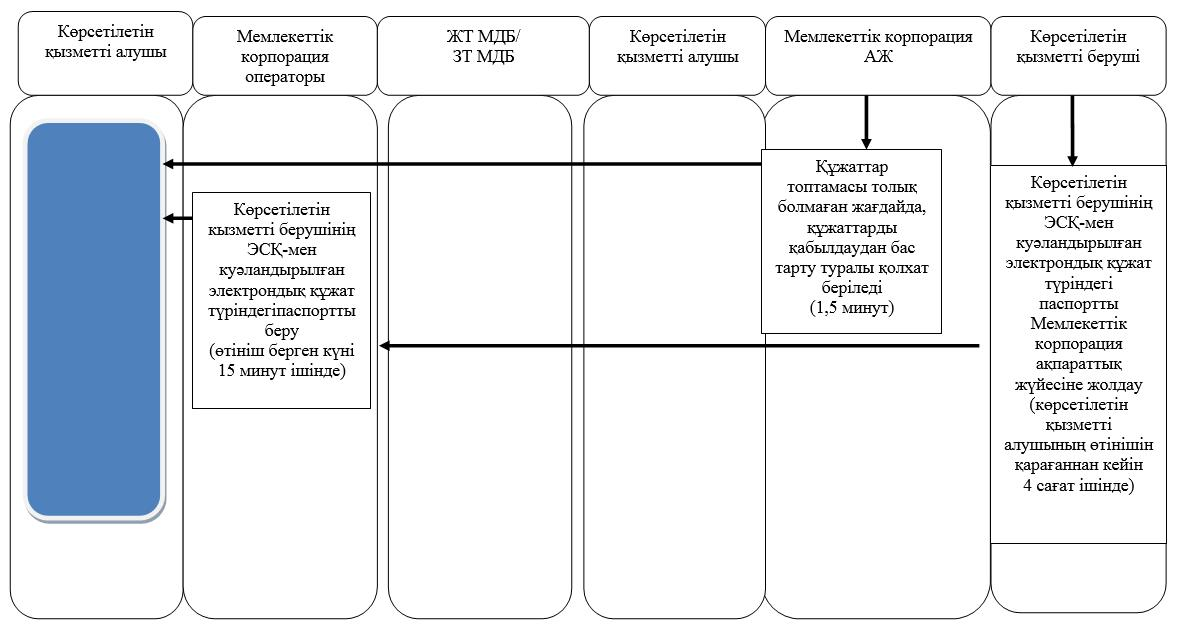 Көрсетілетін
қызметті алушы
Мемлекеттік
корпорация
операторы
ЖТ МДБ/
ЗТ МДБ
Көрсетілетін
қызметті алушы
Мемлекеттік корпорация
АЖ
Көрсетілетін
қызметті беруші
Көрсетілетін
қызметті берушінің
ЭСҚ-мен
куәландырылған
электрондық құжат
түріндегіпаспортты
беру
(өтініш берген күні
15 минут ішінде)
Құжаттар
топтамасы толық
болмаған жағдайда,
құжаттарды
қабылдаудан бас
тарту туралы қолхат
беріледі
(1,5 минут)
Көрсетілетін
қызметті берушінің
ЭСҚ-мен
куәландырылған
электрондық құжат
түріндегі
паспортты
Мемлекеттік
корпорация
ақпараттық
жүйесіне жолдау
(көрсетілетін
қызметті
алушының өтінішін
қарағаннан кейін
4 сағат ішінде)